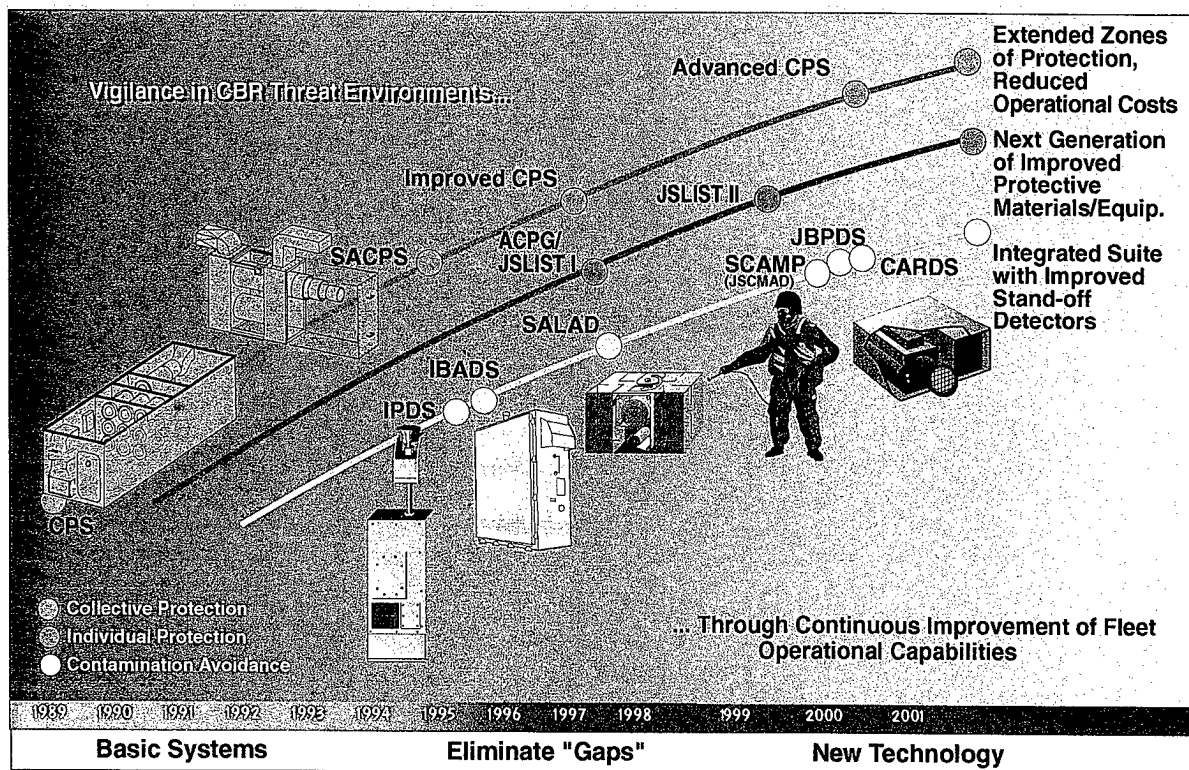 Vigilance in CBR Threat Environments...
Advanced CPS
Extended Zones
of Protection,
Reduced
Operational Costs
Improved CPS
JSLIST II
Next Generation
of Improved
Protective
Materials/Equip.
SACPS
ACPG/
JSLIST I
JBPDS
SCAMP
(JSCMAD)
CARDS
Integrated Suite
with Improved
Stand-off
Detectors
SALAD
IBADS
IPDS
CPS
Collective Protection
Individual Protection
Contamination Avoidance
... Through Continuous Improvement of Fleet
Operational Capabilities
1989 1990 1991 1992 1993 1994 1995 1996 1997 1998 1999 2000 2001
Basic Systems Eliminate "Gaps" New Technology